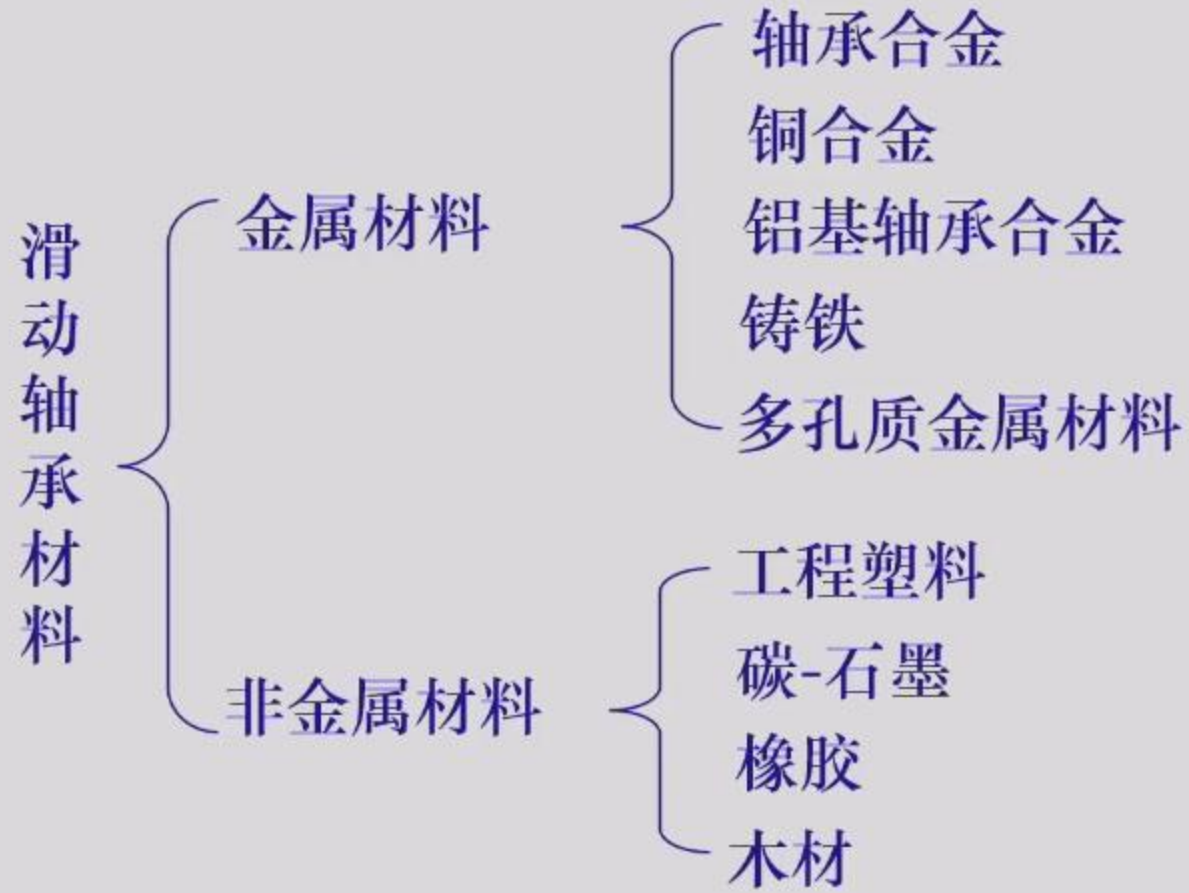 滑动轴承材料
金属材料
轴承合金
铜合金
铝基轴承合金
铸铁
多孔质金属材料
非金属材料
工程塑料
碳-石墨
橡胶
木材